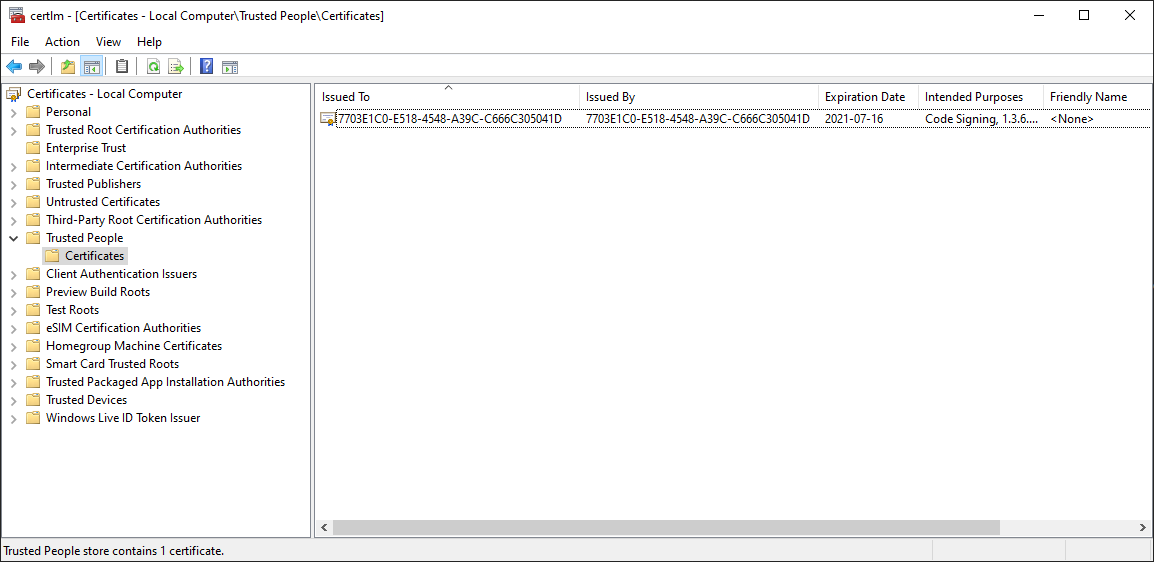 certlm - [Certificates - Local Computer\Trusted People\Certificates]
File Action View Help
Certificates - Local Computer
Personal
Trusted Root Certification Authorities
Enterprise Trust
Intermediate Certification Authorities
Trusted Publishers
Untrusted Certificates
Third-Party Root Certification Authorities
Trusted People
Certificates
Client Authentication Issuers
Preview Build Roots
Test Roots
eSIM Certification Authorities
Homegroup Machine Certificates
Smart Card Trusted Roots
Trusted Packaged App Installation Authorities
Trusted Devices
Windows Live ID Token Issuer
Issued To Issued By Expiration Date Intended Purposes Friendly Name
7703E1C0-E518-4548-A39C-C666C305041D 7703E1C0-E518-4548-A39C-C666C305041D 2021-07-16 Code Signing, 1.3.6.... <None>
Trusted People store contains 1 certificate.